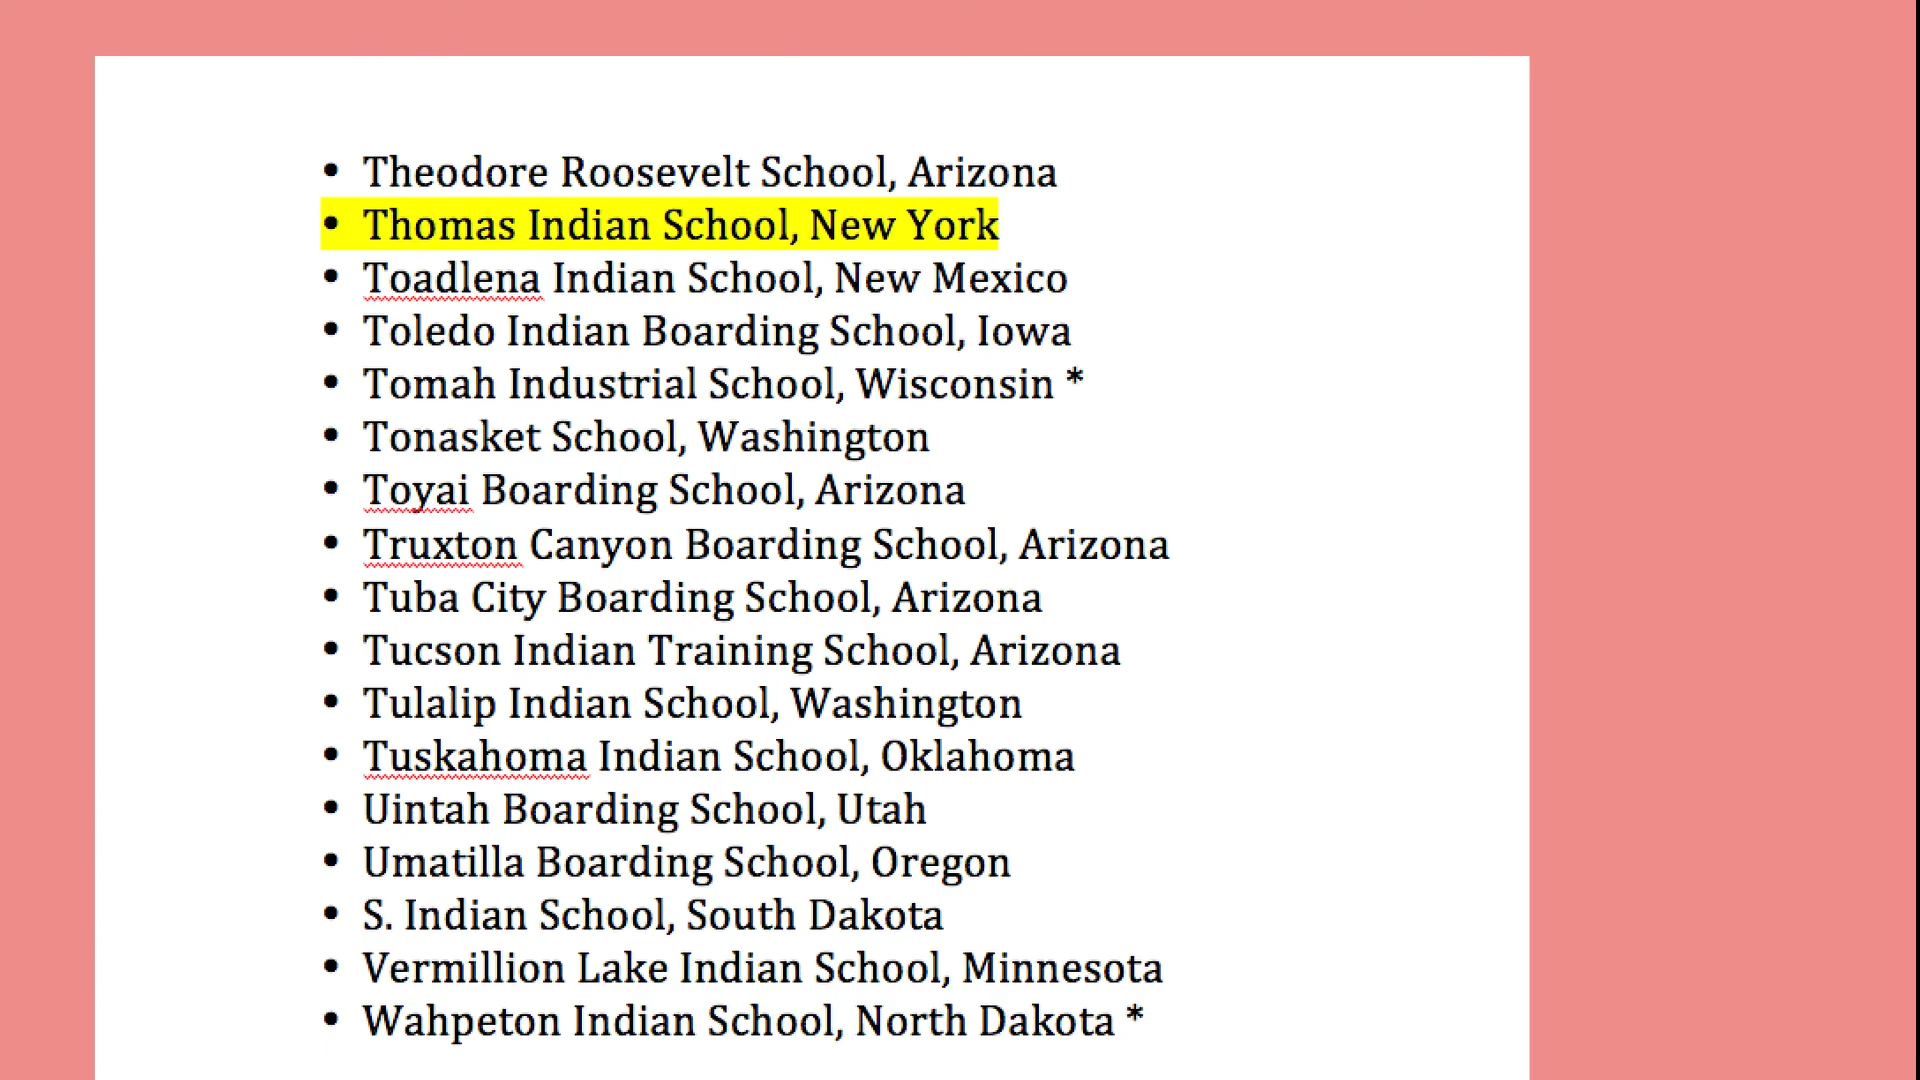 • Theodore Roosevelt School, Arizona
• Thomas Indian School, New York
• Toadlena Indian School, New Mexico
• Toledo Indian Boarding School, Iowa
• Tomah Industrial School, Wisconsin *
• Tonasket School, Washington
• Toyai Boarding School, Arizona
• Truxton Canyon Boarding School, Arizona
• Tuba City Boarding School, Arizona
• Tucson Indian Training School, Arizona
• Tulalip Indian School, Washington
• Tuskahoma Indian School, Oklahoma
• Uintah Boarding School, Utah
• Umatilla Boarding School, Oregon
• S. Indian School, South Dakota
• Vermillion Lake Indian School, Minnesota
• Wahpeton Indian School, North Dakota *